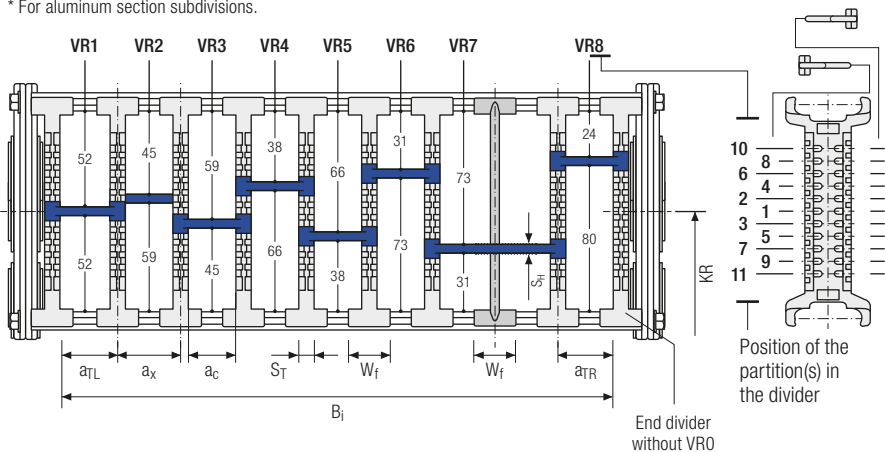 * For aluminum section subdivisions.
VR1 VR2 VR3 VR4 VR5 VR6 VR7 VR8
52 45 59 38 66 31 73 24
52 59 45 66 38 73 31 80
S_H
KR
10
8
6
4
2
1
3
5
7
9
11
a_TL a_x a_c S_T W_f W_f a_TR
B_i
Position of the
partition(s) in
the divider
End divider
without VR0